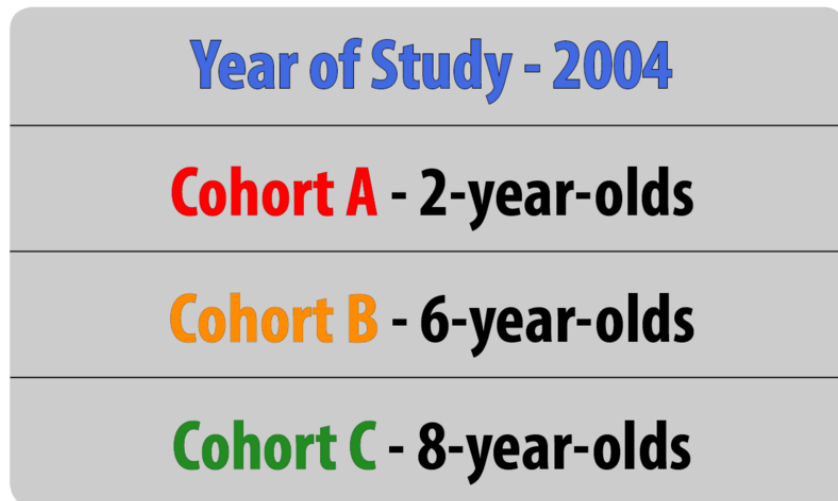 Year of Study - 2004
Cohort A - 2-year-olds
Cohort B - 6-year-olds
Cohort C - 8-year-olds